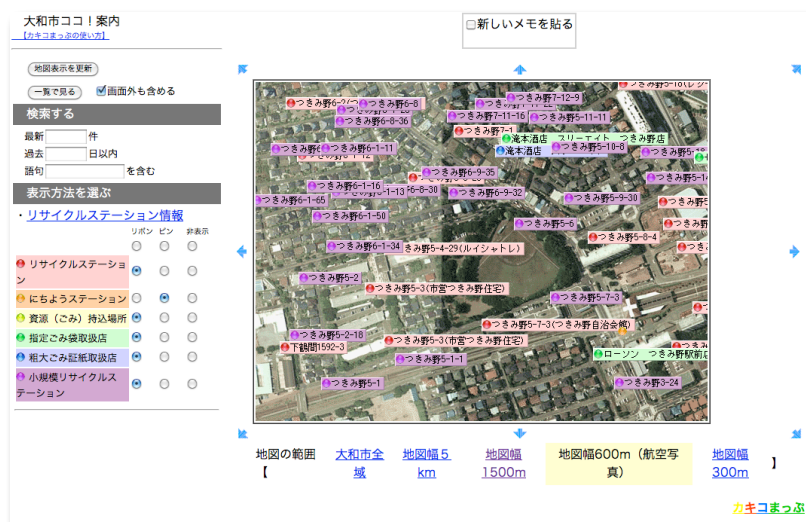 大和市ココ！案内
【カキコまっぷの使い方】
地図表示を更新
一覧で見る
画面外も含める
検索する
最新 件
過去 日以内
語句 を含む
表示方法を選ぶ
・リサイクルステーション情報
リボン ピン 非表示
リサイクルステーショ
ン
にちようステーション
資源（ごみ）持込場所
指定ごみ袋取扱店
粗大ごみ証紙取扱店
小規模リサイクルス
テーション
新しいメモを貼る
つきみ野6-8
つきみ野7-12-9
つきみ野6-8-36
つきみ野7-11-16
つきみ野5-11-11
つきみ野7-1
滝本酒店 スリーエイト つきみ野店
滝本酒店
つきみ野5-10-8
つきみ野6-1-11
つきみ野6-9-35
つきみ野6-1-16
つきみ野6-9-32
つきみ野5-9-30
つきみ野6-1-65
つきみ野6-1-50
つきみ野5-6
つきみ野5-8-4
つきみ野6-1-34
きみ野5-4-29(ルイシャトレ)
つきみ野5-2
つきみ野5-3(市営つきみ野住宅)
つきみ野5-7-3
つきみ野5-7-3(つきみ野自治会館)
つきみ野5-2-18
つきみ野5-3(市営つきみ野住宅)
下鶴間1592-3
ローソン つきみ野駅前店
つきみ野5-1-1
つきみ野5-1
つきみ野3-24
地図の範囲
【
大和市全
域
地図幅５
km
地図幅
1500m
地図幅600m（航空写
真）
地図幅
300m
】
カキコまっぷ